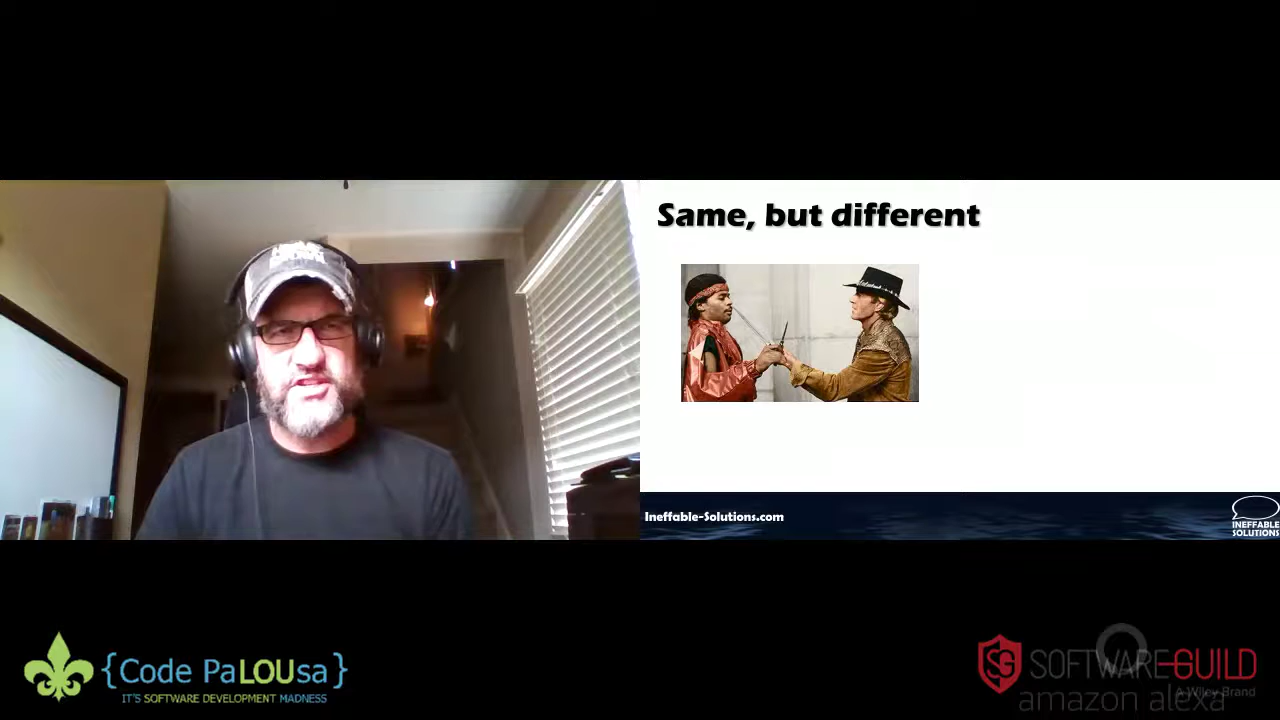 Same, but different
Ineffable-Solutions.com
INEFFABLE
SOLUTIONS
{Code PaLOUsa}
IT'S SOFTWARE DEVELOPMENT MADNESS
SG SOFTWARE GUILD
A Wiley Brand
amazon alexa